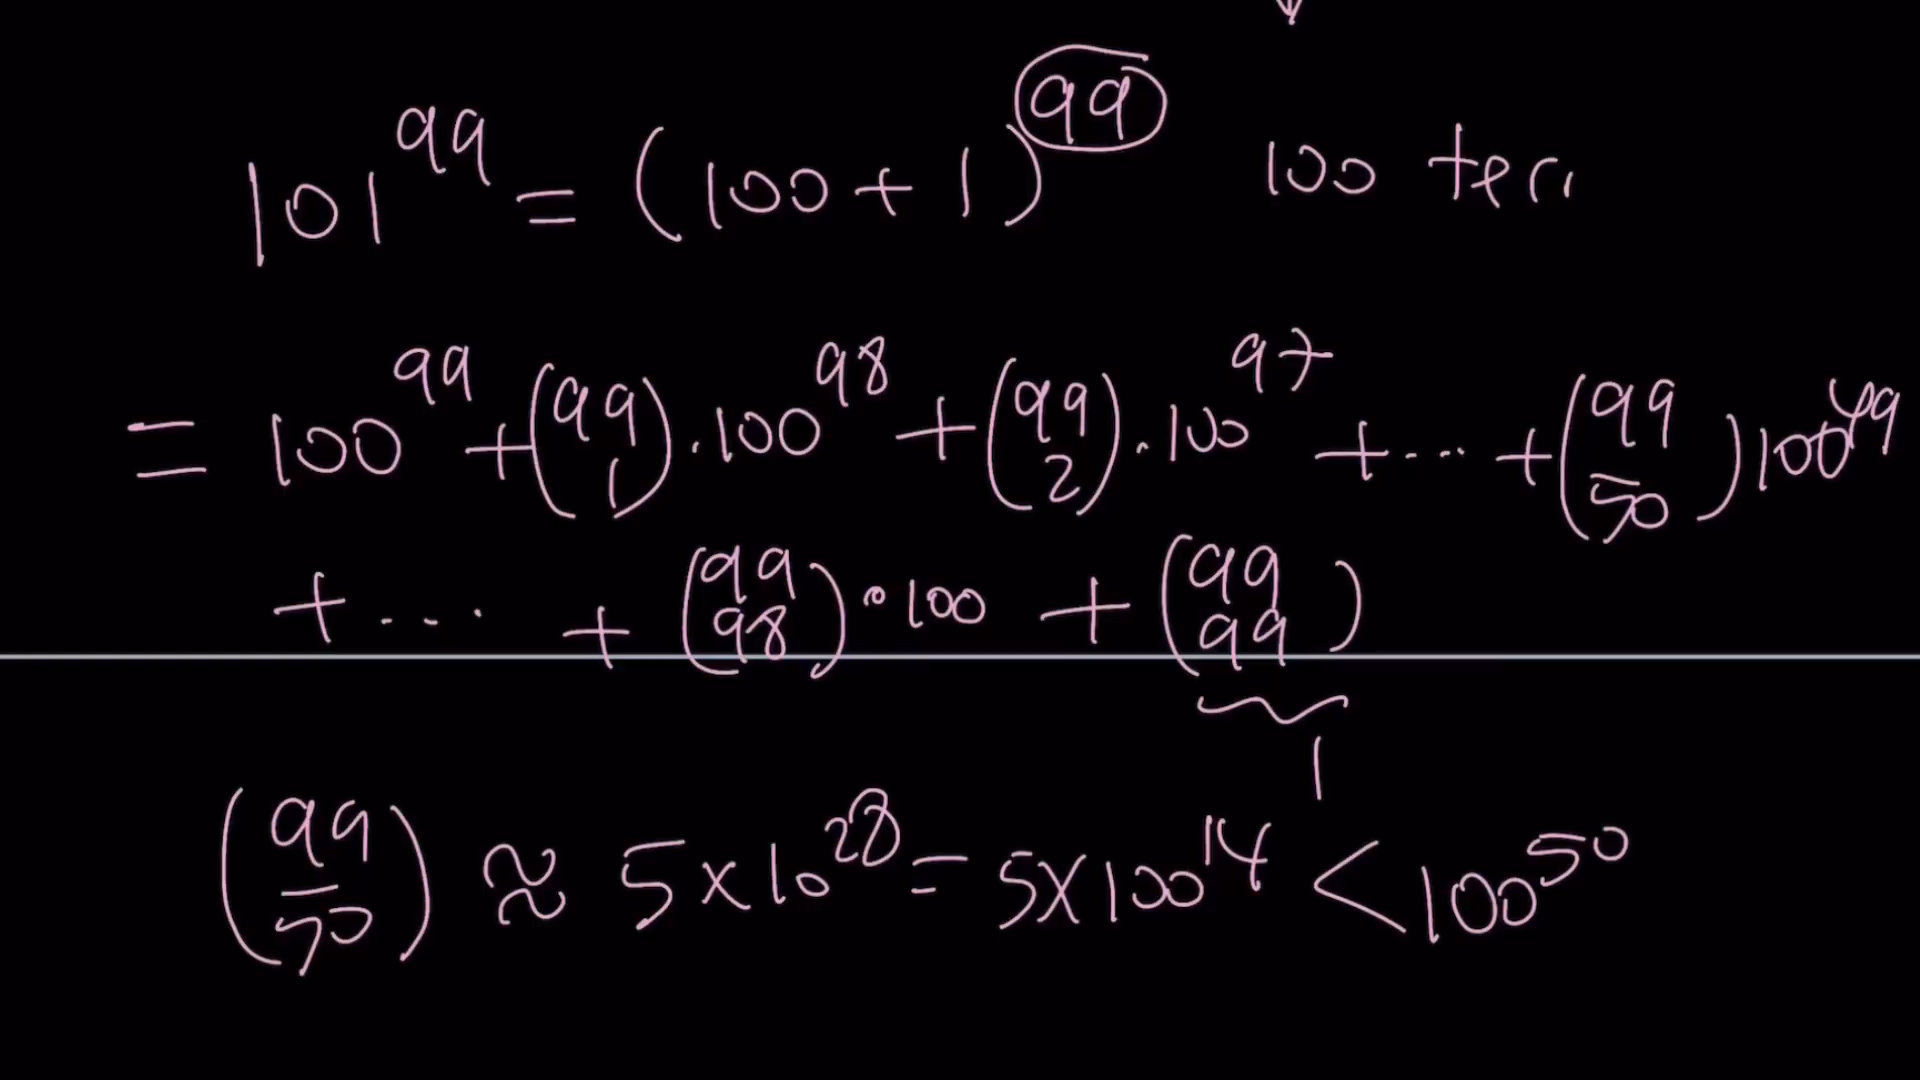 101^99 = (100+1)^99 100 ter
= 100^99 + (99 1) · 100^98 + (99 2) · 100^97 + ... + (99 50) 100^49
+ ... + (99 98) · 100 + (99 99)
1
(99 50) ≈ 5×10^28 = 5×100^14 < 100^50